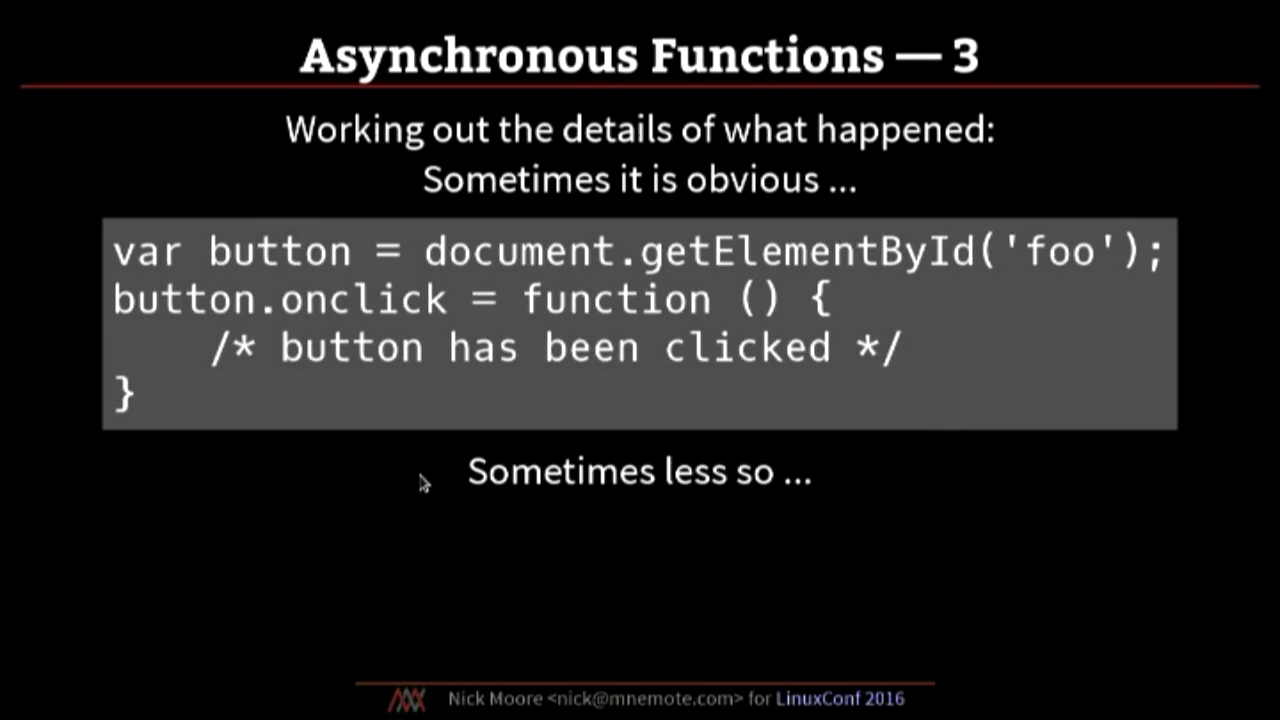 Asynchronous Functions — 3
Working out the details of what happened:
Sometimes it is obvious ...
var button = document.getElementById('foo');
button.onclick = function () {
    /* button has been clicked */
}
Sometimes less so ...
Nick Moore <nick@mnemote.com> for LinuxConf 2016